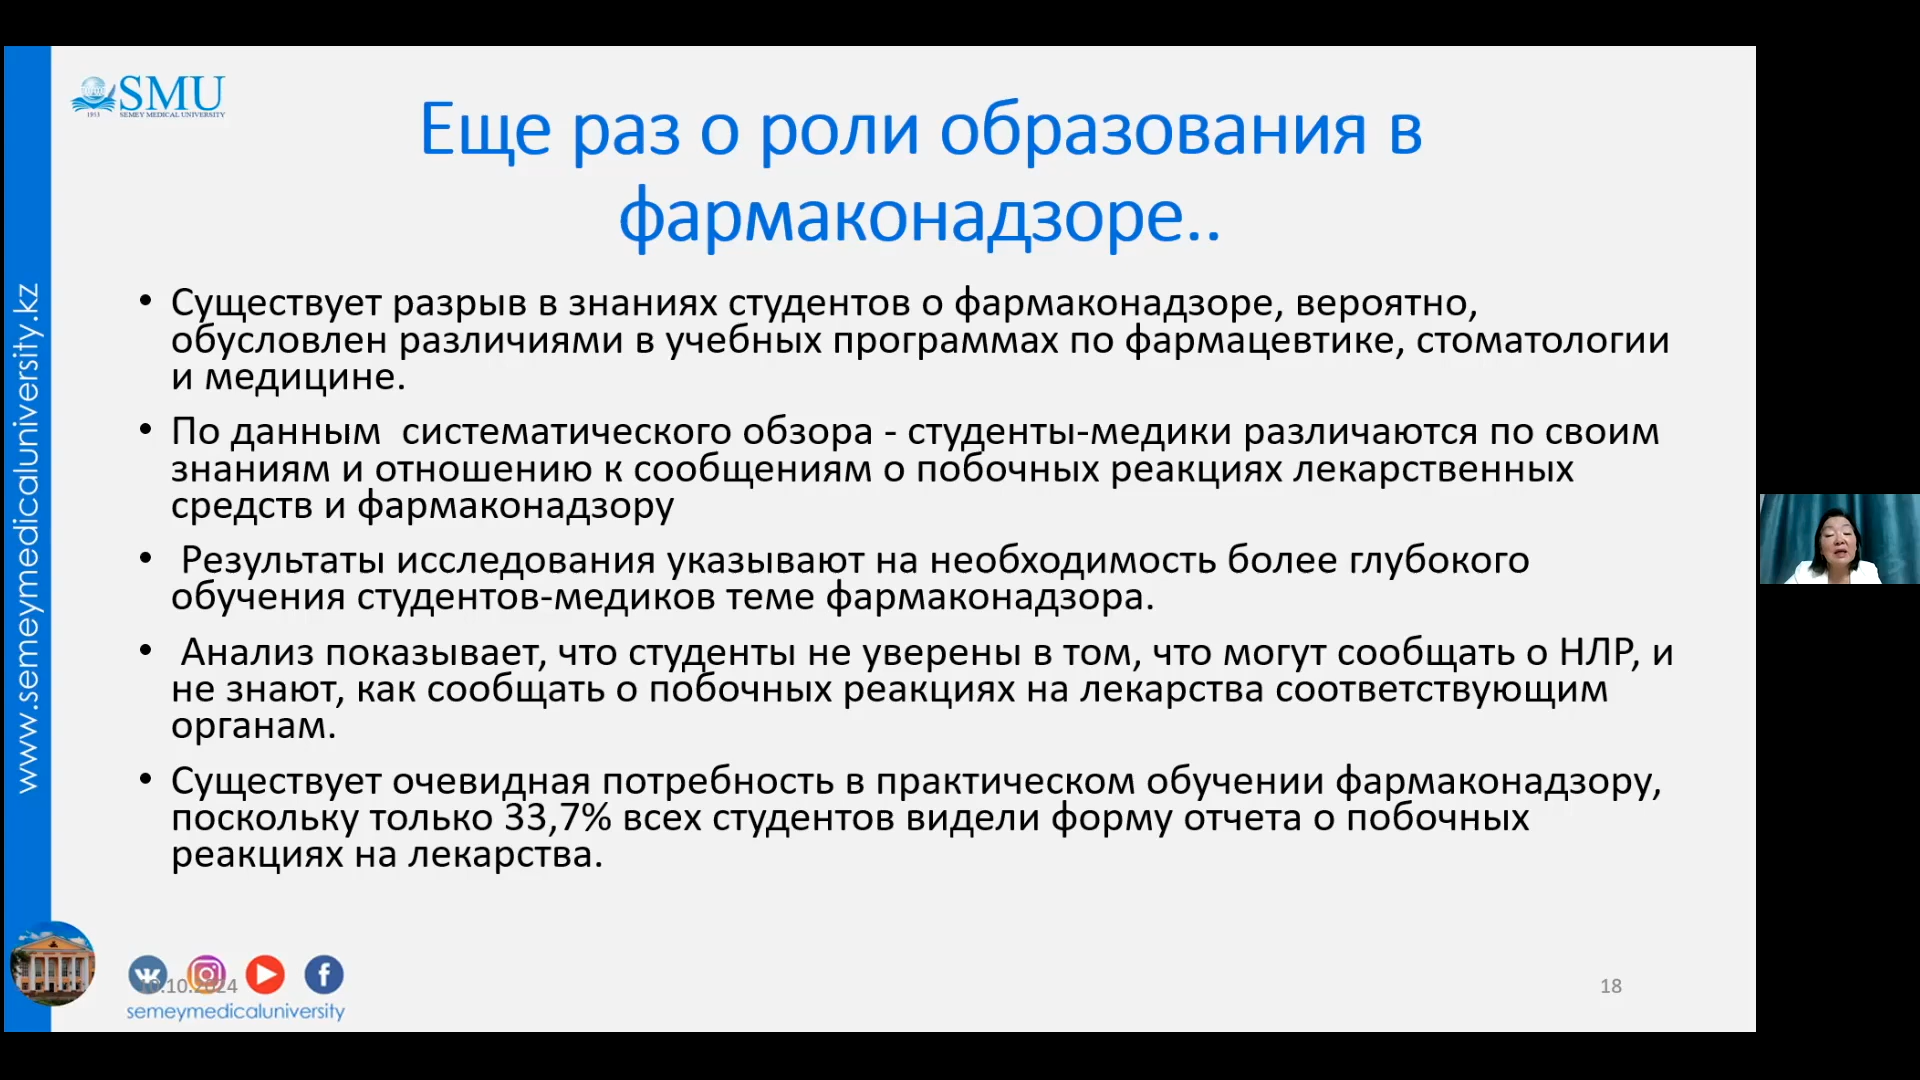 SMU
1953
SEMEY MEDICAL UNIVERSITY
Еще раз о роли образования в
фармаконадзоре..
• Существует разрыв в знаниях студентов о фармаконадзоре, вероятно,
обусловлен различиями в учебных программах по фармацевтике, стоматологии
и медицине.
• По данным систематического обзора - студенты-медики различаются по своим
знаниям и отношению к сообщениям о побочных реакциях лекарственных
средств и фармаконадзору
• Результаты исследования указывают на необходимость более глубокого
обучения студентов-медиков теме фармаконадзора.
• Анализ показывает, что студенты не уверены в том, что могут сообщать о НЛР, и
не знают, как сообщать о побочных реакциях на лекарства соответствующим
органам.
• Существует очевидная потребность в практическом обучении фармаконадзору,
поскольку только 33,7% всех студентов видели форму отчета о побочных
реакциях на лекарства.
www.semeymedicaluniversity.kz
semeymedicaluniversity
18